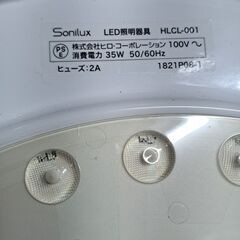 Sonilux LED照明器具 HLCL-001
PS E 株式会社ヒロ・コーポレーション 100V〜
消費電力 35W 50/60Hz
ヒューズ：2A 1821P08-1